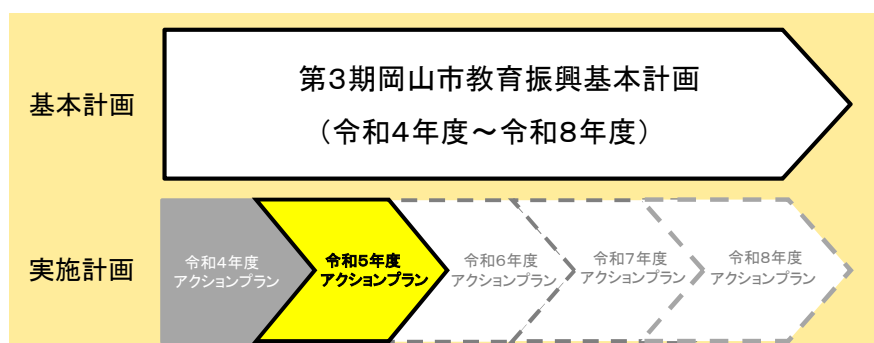 基本計画
第3期岡山市教育振興基本計画
（令和4年度～令和8年度）
実施計画
令和4年度
アクションプラン
令和5年度
アクションプラン
令和6年度
アクションプラン
令和7年度
アクションプラン
令和8年度
アクションプラン